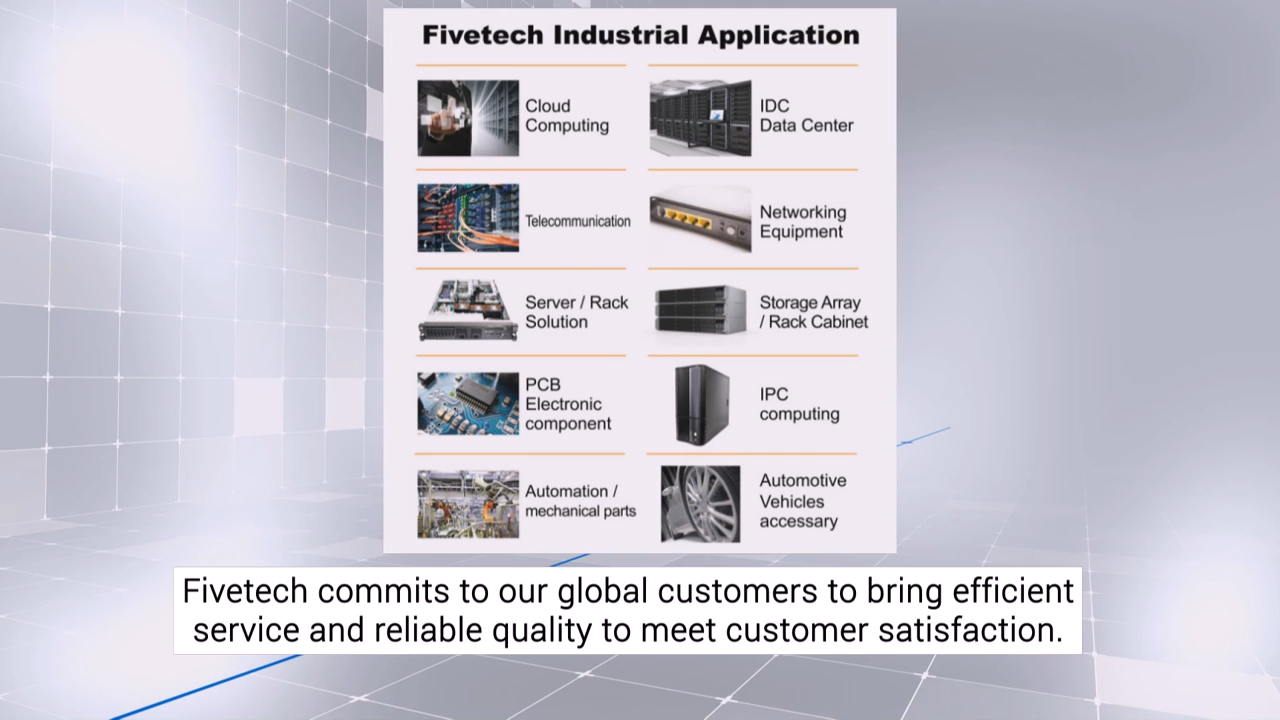 Fivetech Industrial Application
Cloud
Computing
IDC
Data Center
Telecommunication
Networking
Equipment
Server / Rack
Solution
Storage Array
/ Rack Cabinet
PCB
Electronic
component
IPC
computing
Automation /
mechanical parts
Automotive
Vehicles
accessary
Fivetech commits to our global customers to bring efficient
service and reliable quality to meet customer satisfaction.